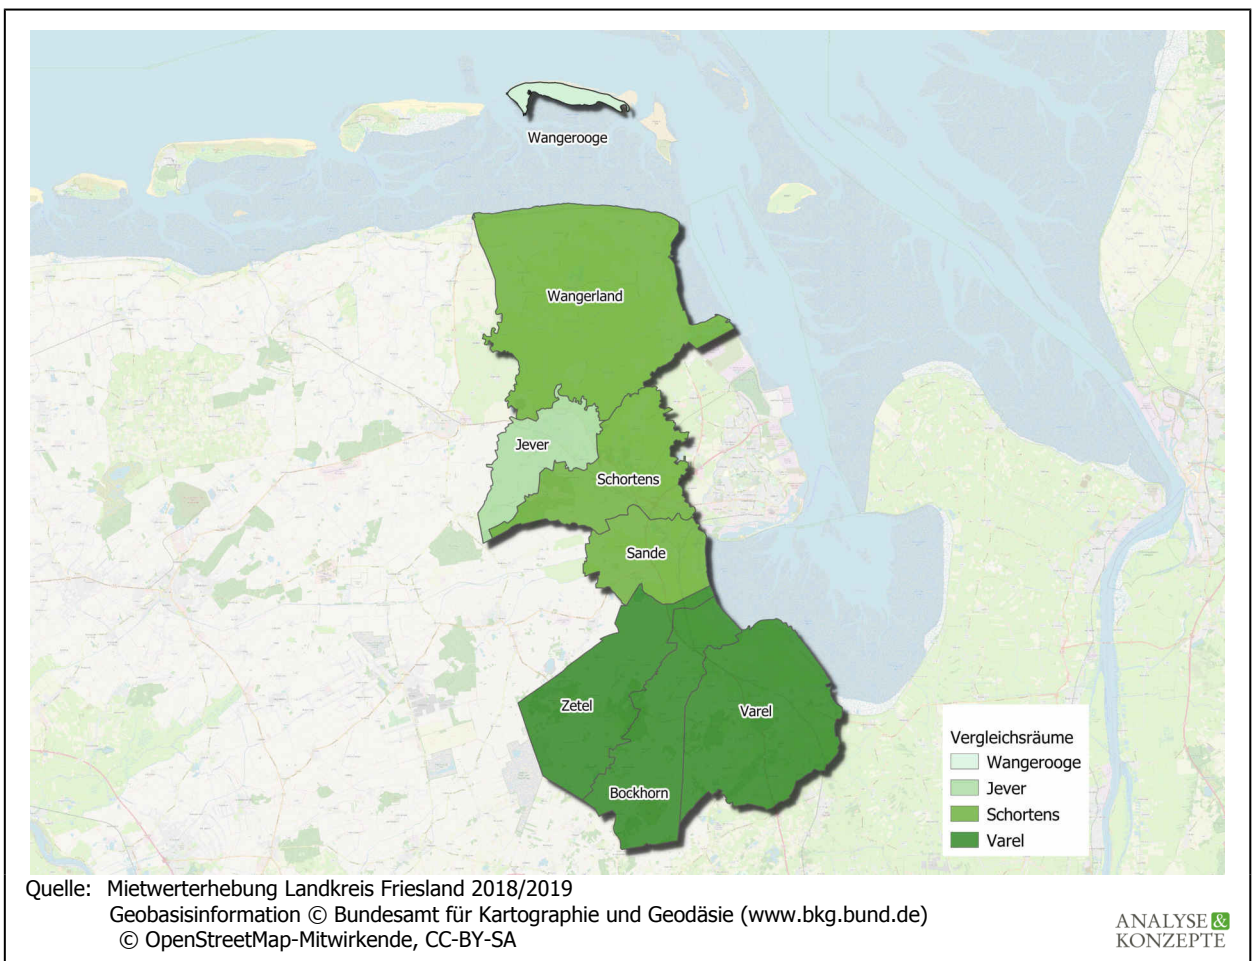 Wangerooge
Wangerland
Jever
Schortens
Sande
Zetel
Varel
Bockhorn
Vergleichsräume
Wangerooge
Jever
Schortens
Varel
Quelle: Mietwerterhebung Landkreis Friesland 2018/2019
Geobasisinformation © Bundesamt für Kartographie und Geodäsie (www.bkg.bund.de)
© OpenStreetMap-Mitwirkende, CC-BY-SA
ANALYSE &
KONZEPTE